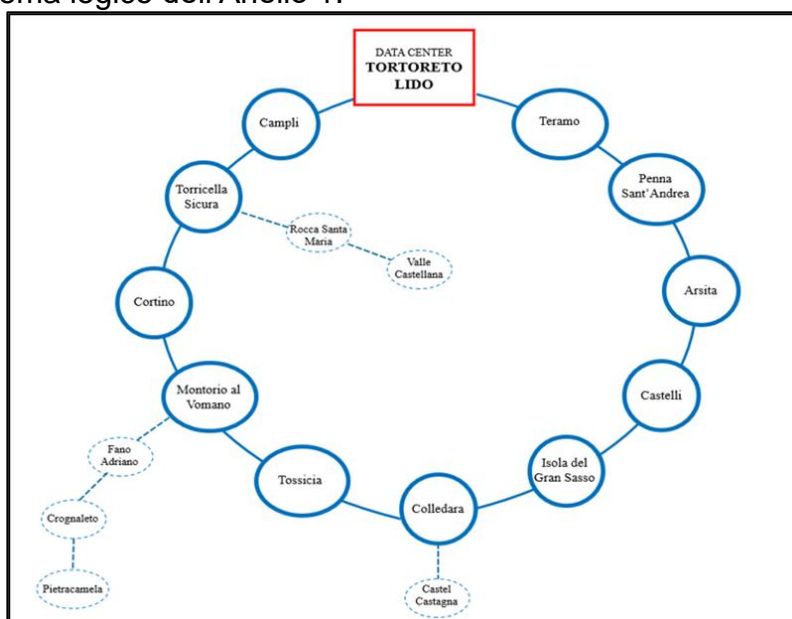 DATA CENTER
TORTORETO
LIDO
Campli
Teramo
Torricella
Sicura
Penna
Sant'Andrea
Rocca Santa
Maria
Valle
Castellana
Arsita
Cortino
Montorio al
Vomano
Castelli
Fano
Adriano
Tossicia
Isola del
Gran Sasso
Colledara
Crognaleto
Pietracamela
Castel
Castagna